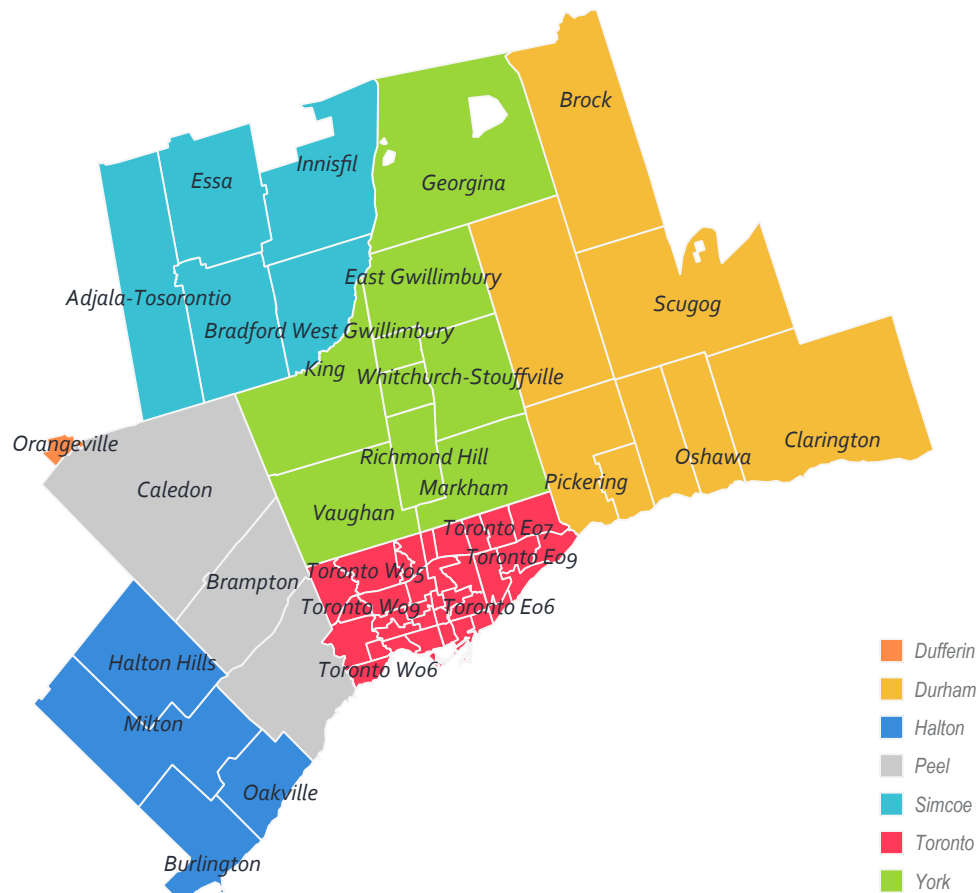 Brock
Innisfil
Essa
Georgina
East Gwillimbury
Adjala-Tosorontio
Scugog
Bradford West Gwillimbury
King
Whitchurch-Stouffville
Orangeville
Clarington
Richmond Hill
Oshawa
Caledon
Pickering
Markham
Vaughan
Toronto E07
Toronto E09
Toronto W05
Brampton
Toronto W09
Toronto E06
Halton Hills
Toronto W06
Milton
Oakville
Burlington
Dufferin
Durham
Halton
Peel
Simcoe
Toronto
York